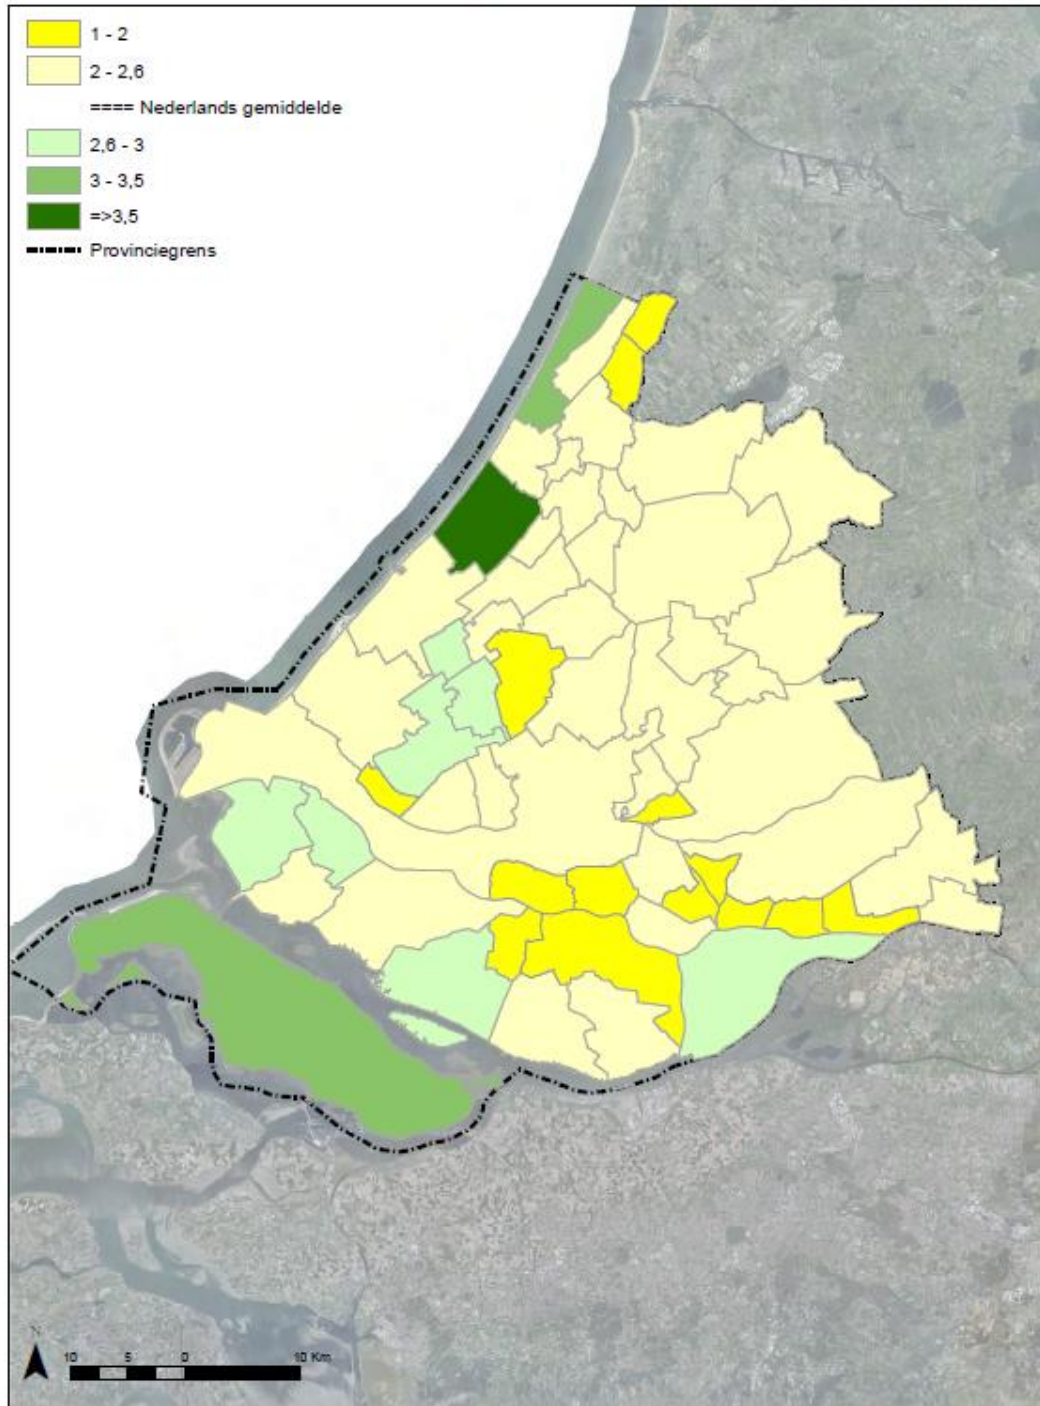 1 - 2
2 - 2,6
==== Nederlands gemiddelde
2,6 - 3
3 - 3,5
=>3,5
Provinciegrens
N
10 5 0 10 Km